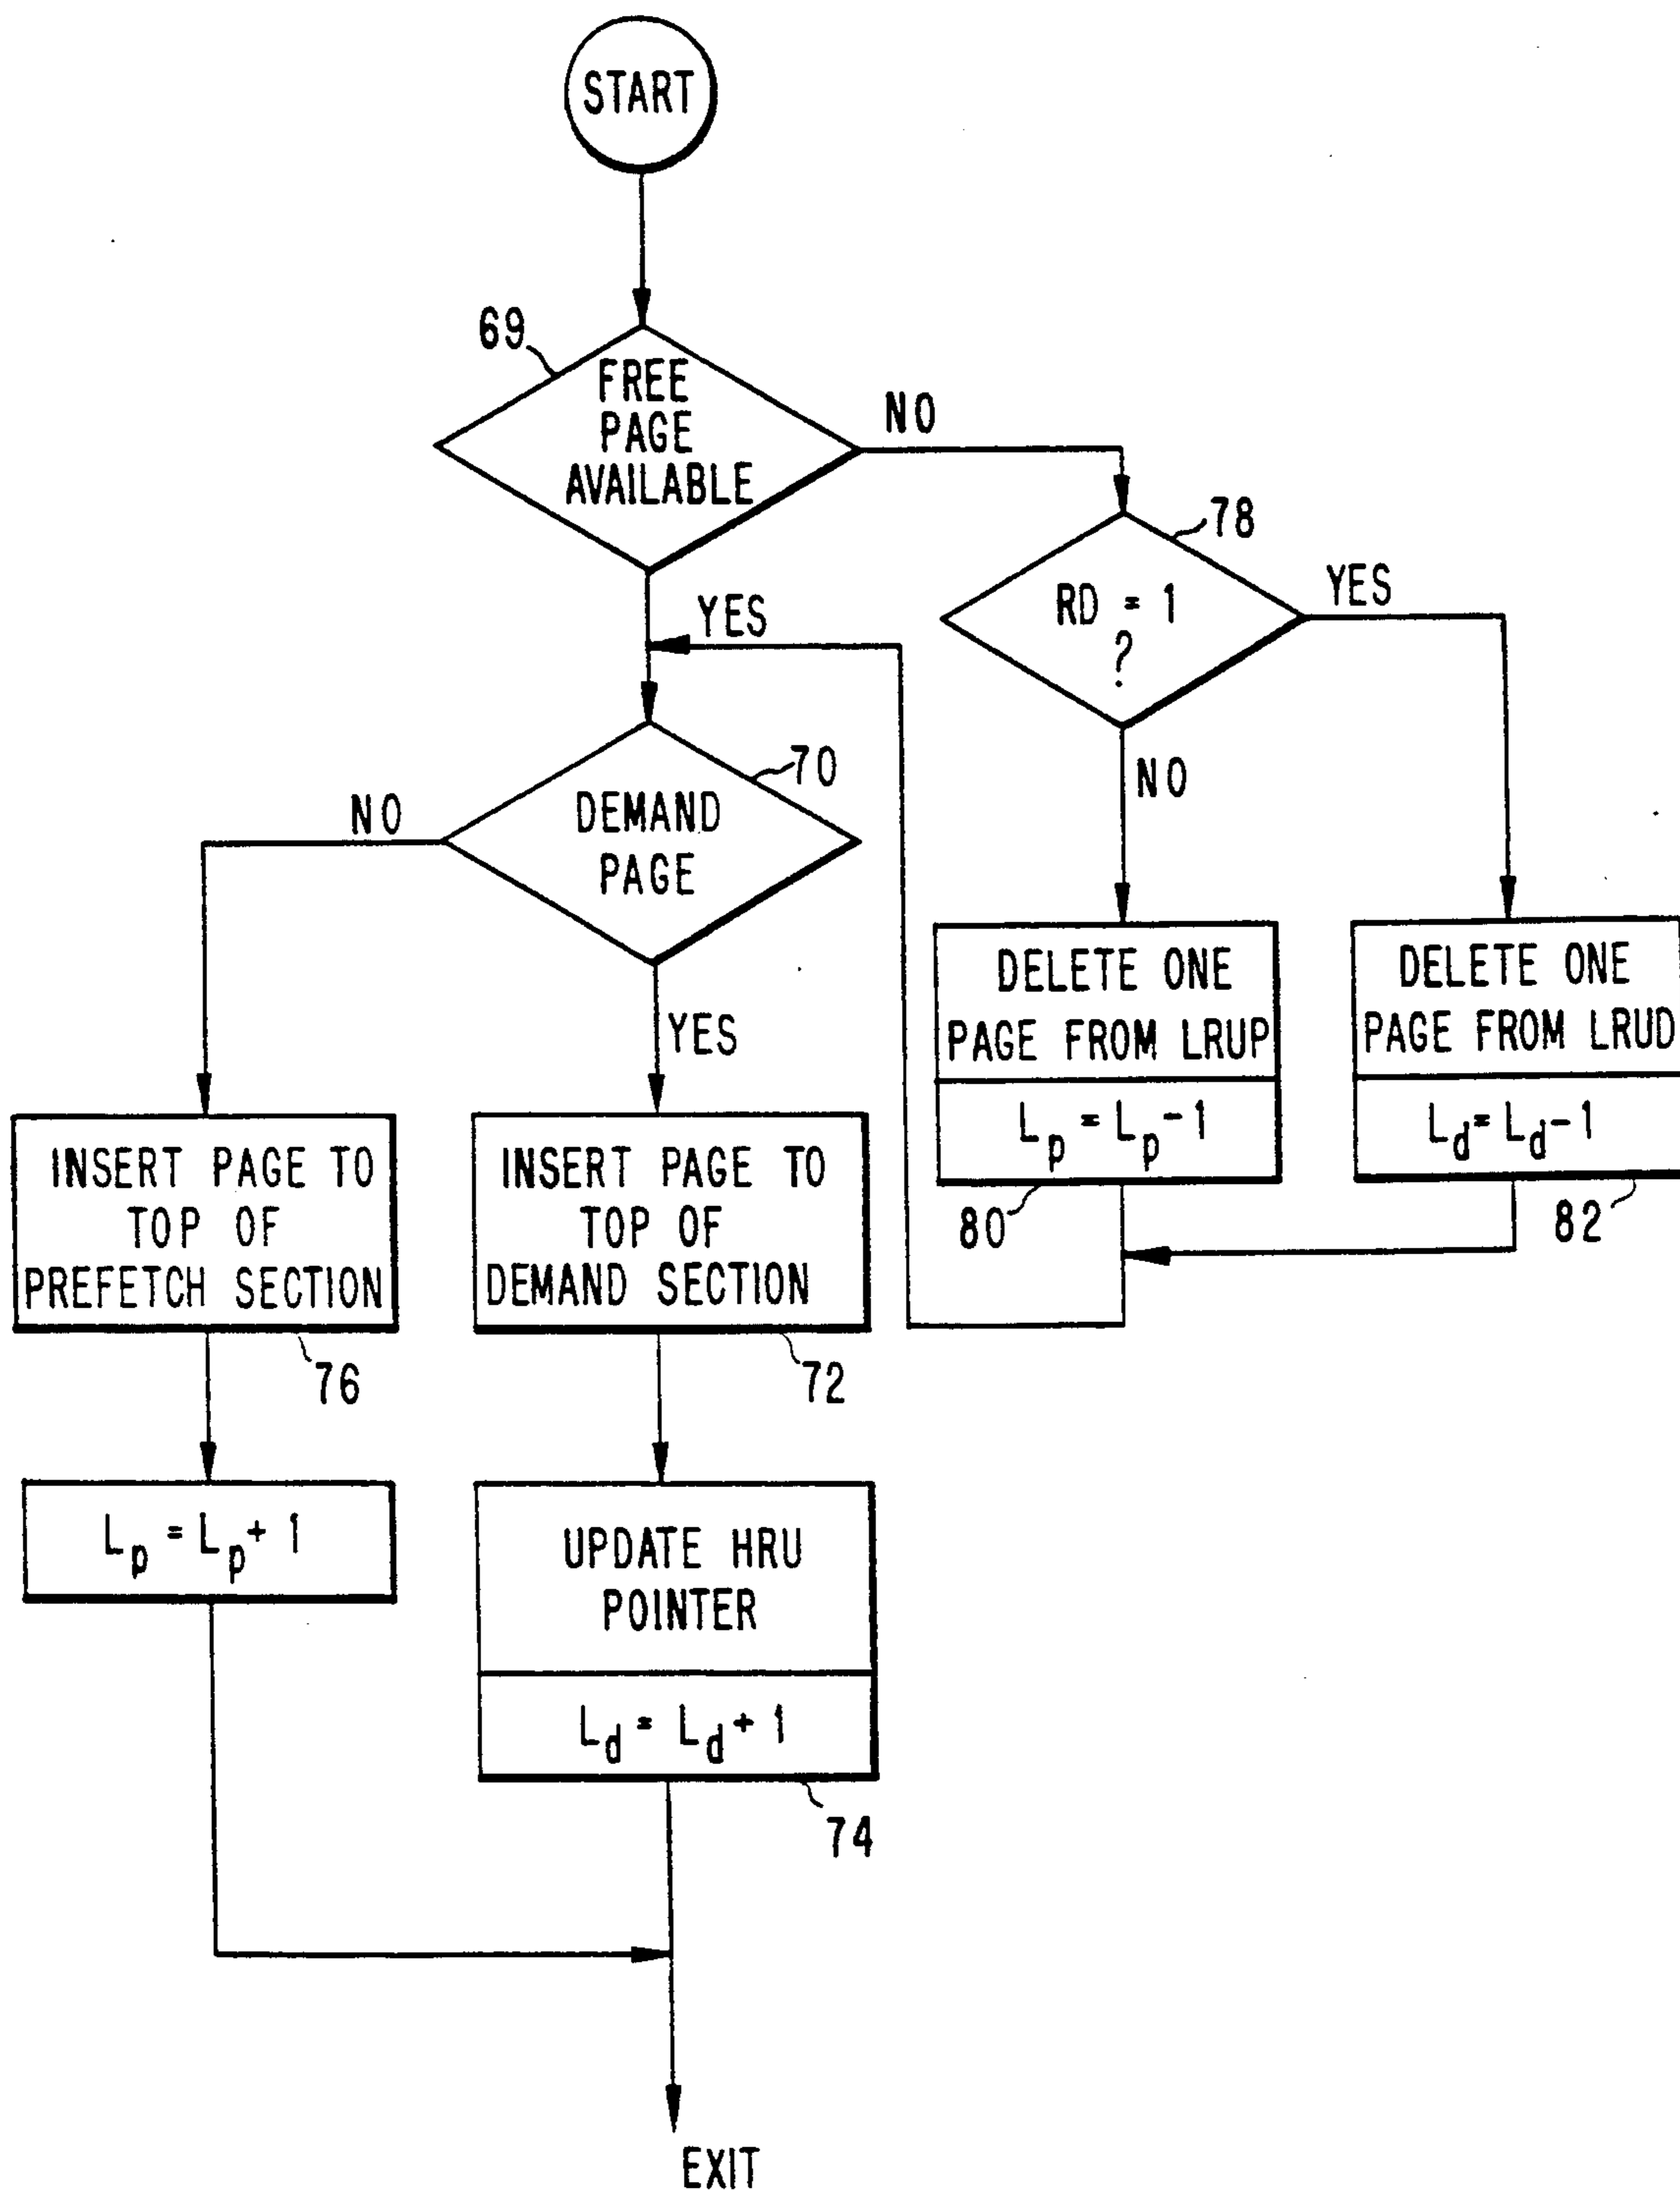 START
69
FREE
PAGE
AVAILABLE
NO
78
RD = 1
?
YES
YES
NO
70
DEMAND
PAGE
NO
YES
DELETE ONE
PAGE FROM LRUP
L_p = L_p - 1
80
DELETE ONE
PAGE FROM LRUD
L_d = L_d - 1
82
INSERT PAGE TO
TOP OF
PREFETCH SECTION
76
INSERT PAGE TO
TOP OF
DEMAND SECTION
72
L_p = L_p + 1
UPDATE HRU
POINTER
L_d = L_d + 1
74
EXIT